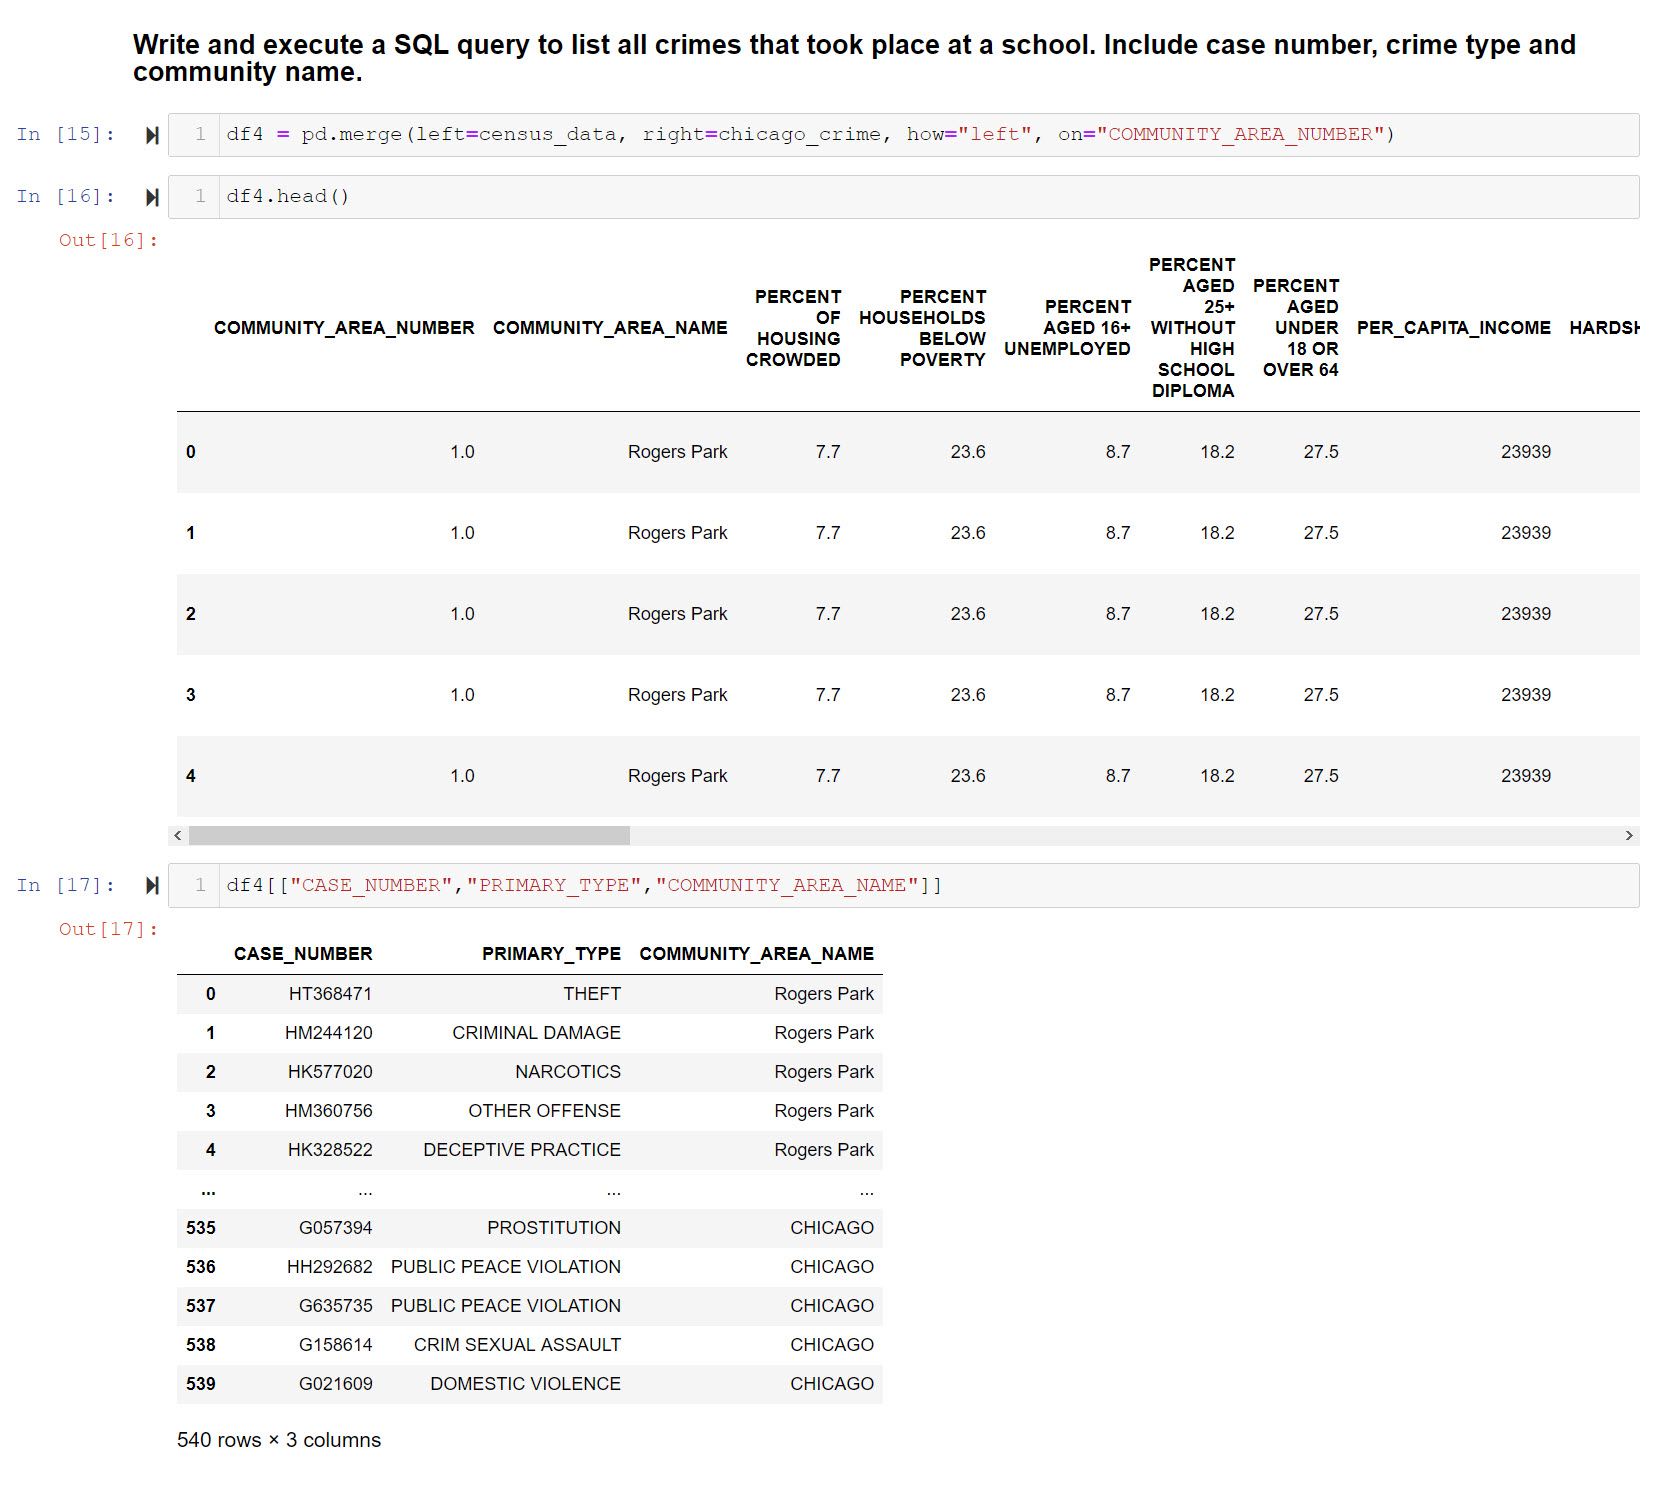 Write and execute a SQL query to list all crimes that took place at a school. Include case number, crime type and
community name.
In [15]: 1 df4 = pd.merge(left=census_data, right=chicago_crime, how="left", on="COMMUNITY_AREA_NUMBER")
In [16]: 1 df4.head()
Out[16]:
COMMUNITY_AREA_NUMBER COMMUNITY_AREA_NAME
PERCENT
OF
HOUSING
CROWDED
PERCENT
HOUSEHOLDS
BELOW
POVERTY
PERCENT
AGED 16+
UNEMPLOYED
PERCENT
AGED
25+
WITHOUT
HIGH
SCHOOL
DIPLOMA
PERCENT
AGED
UNDER
18 OR
OVER 64
PER_CAPITA_INCOME HARDSH
0 1.0 Rogers Park 7.7 23.6 8.7 18.2 27.5 23939
1 1.0 Rogers Park 7.7 23.6 8.7 18.2 27.5 23939
2 1.0 Rogers Park 7.7 23.6 8.7 18.2 27.5 23939
3 1.0 Rogers Park 7.7 23.6 8.7 18.2 27.5 23939
4 1.0 Rogers Park 7.7 23.6 8.7 18.2 27.5 23939
In [17]: 1 df4[["CASE_NUMBER","PRIMARY_TYPE","COMMUNITY_AREA_NAME"]]
Out[17]:
CASE_NUMBER PRIMARY_TYPE COMMUNITY_AREA_NAME
0 HT368471 THEFT Rogers Park
1 HM244120 CRIMINAL DAMAGE Rogers Park
2 HK577020 NARCOTICS Rogers Park
3 HM360756 OTHER OFFENSE Rogers Park
4 HK328522 DECEPTIVE PRACTICE Rogers Park
... ... ... ...
535 G057394 PROSTITUTION CHICAGO
536 HH292682 PUBLIC PEACE VIOLATION CHICAGO
537 G635735 PUBLIC PEACE VIOLATION CHICAGO
538 G158614 CRIM SEXUAL ASSAULT CHICAGO
539 G021609 DOMESTIC VIOLENCE CHICAGO
540 rows × 3 columns